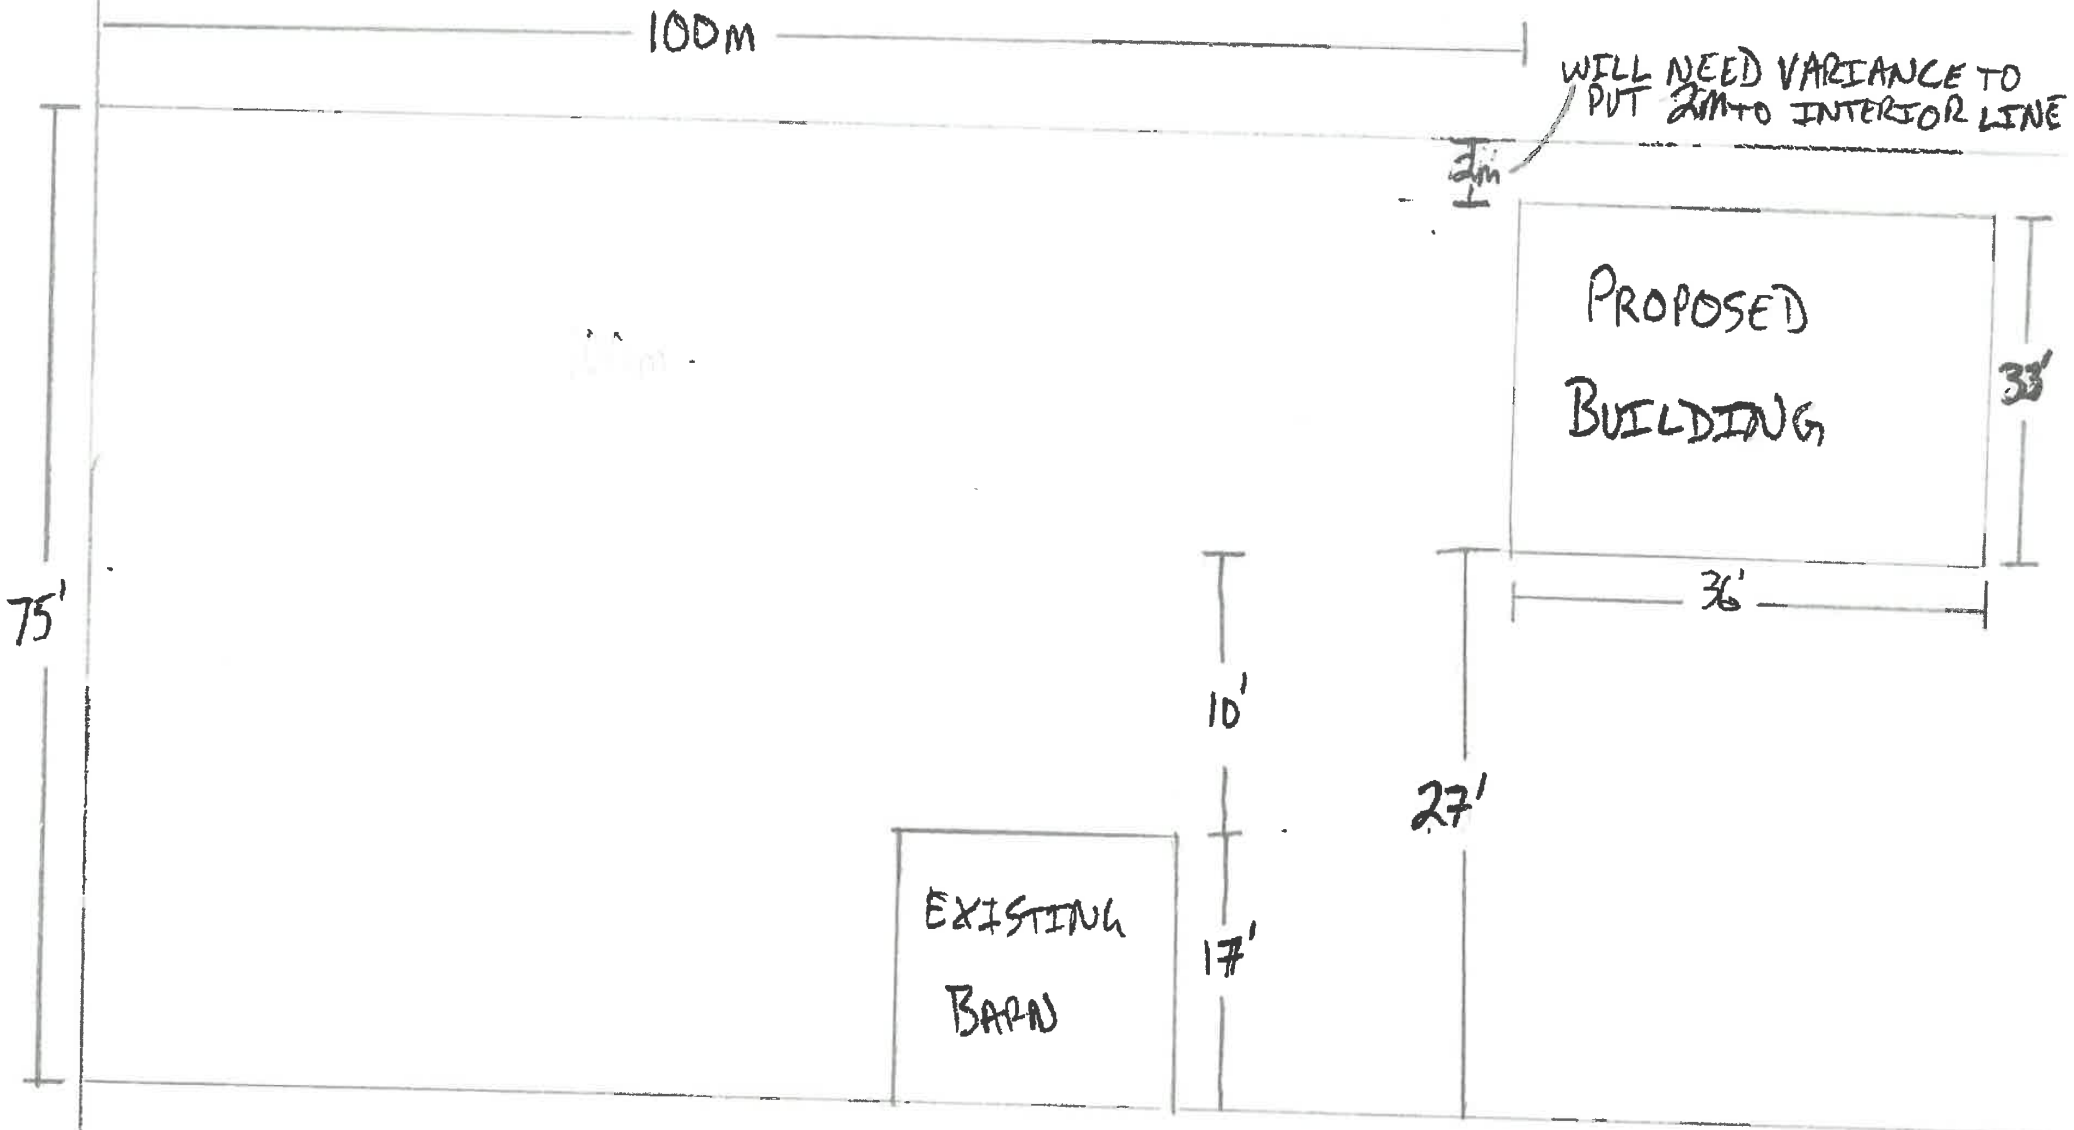 100m
WILL NEED VARIANCE TO
PUT 2m TO INTERIOR LINE
2m
PROPOSED
BUILDING
33'
36'
75'
10'
27'
17'
EXISTING
BARN